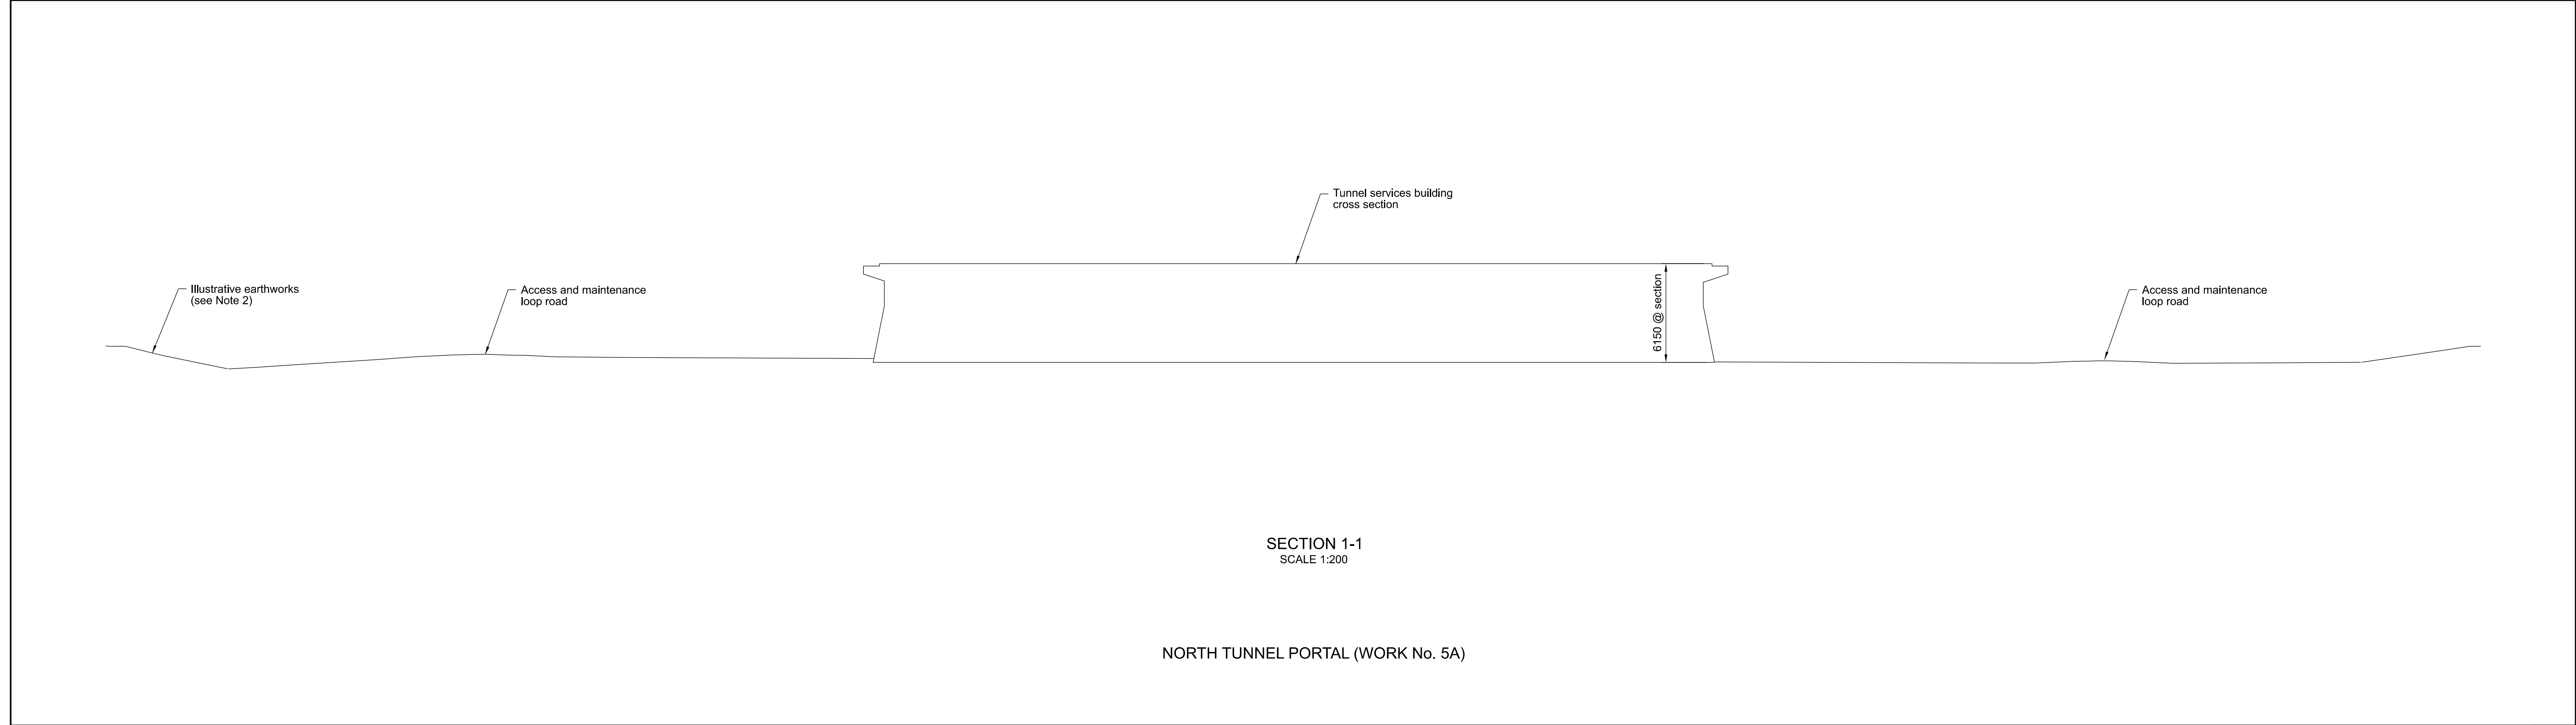 Tunnel services building
cross section
Illustrative earthworks
(see Note 2)
Access and maintenance
loop road
6150 @ section
Access and maintenance
loop road
SECTION 1-1
SCALE 1:200
NORTH TUNNEL PORTAL (WORK No. 5A)